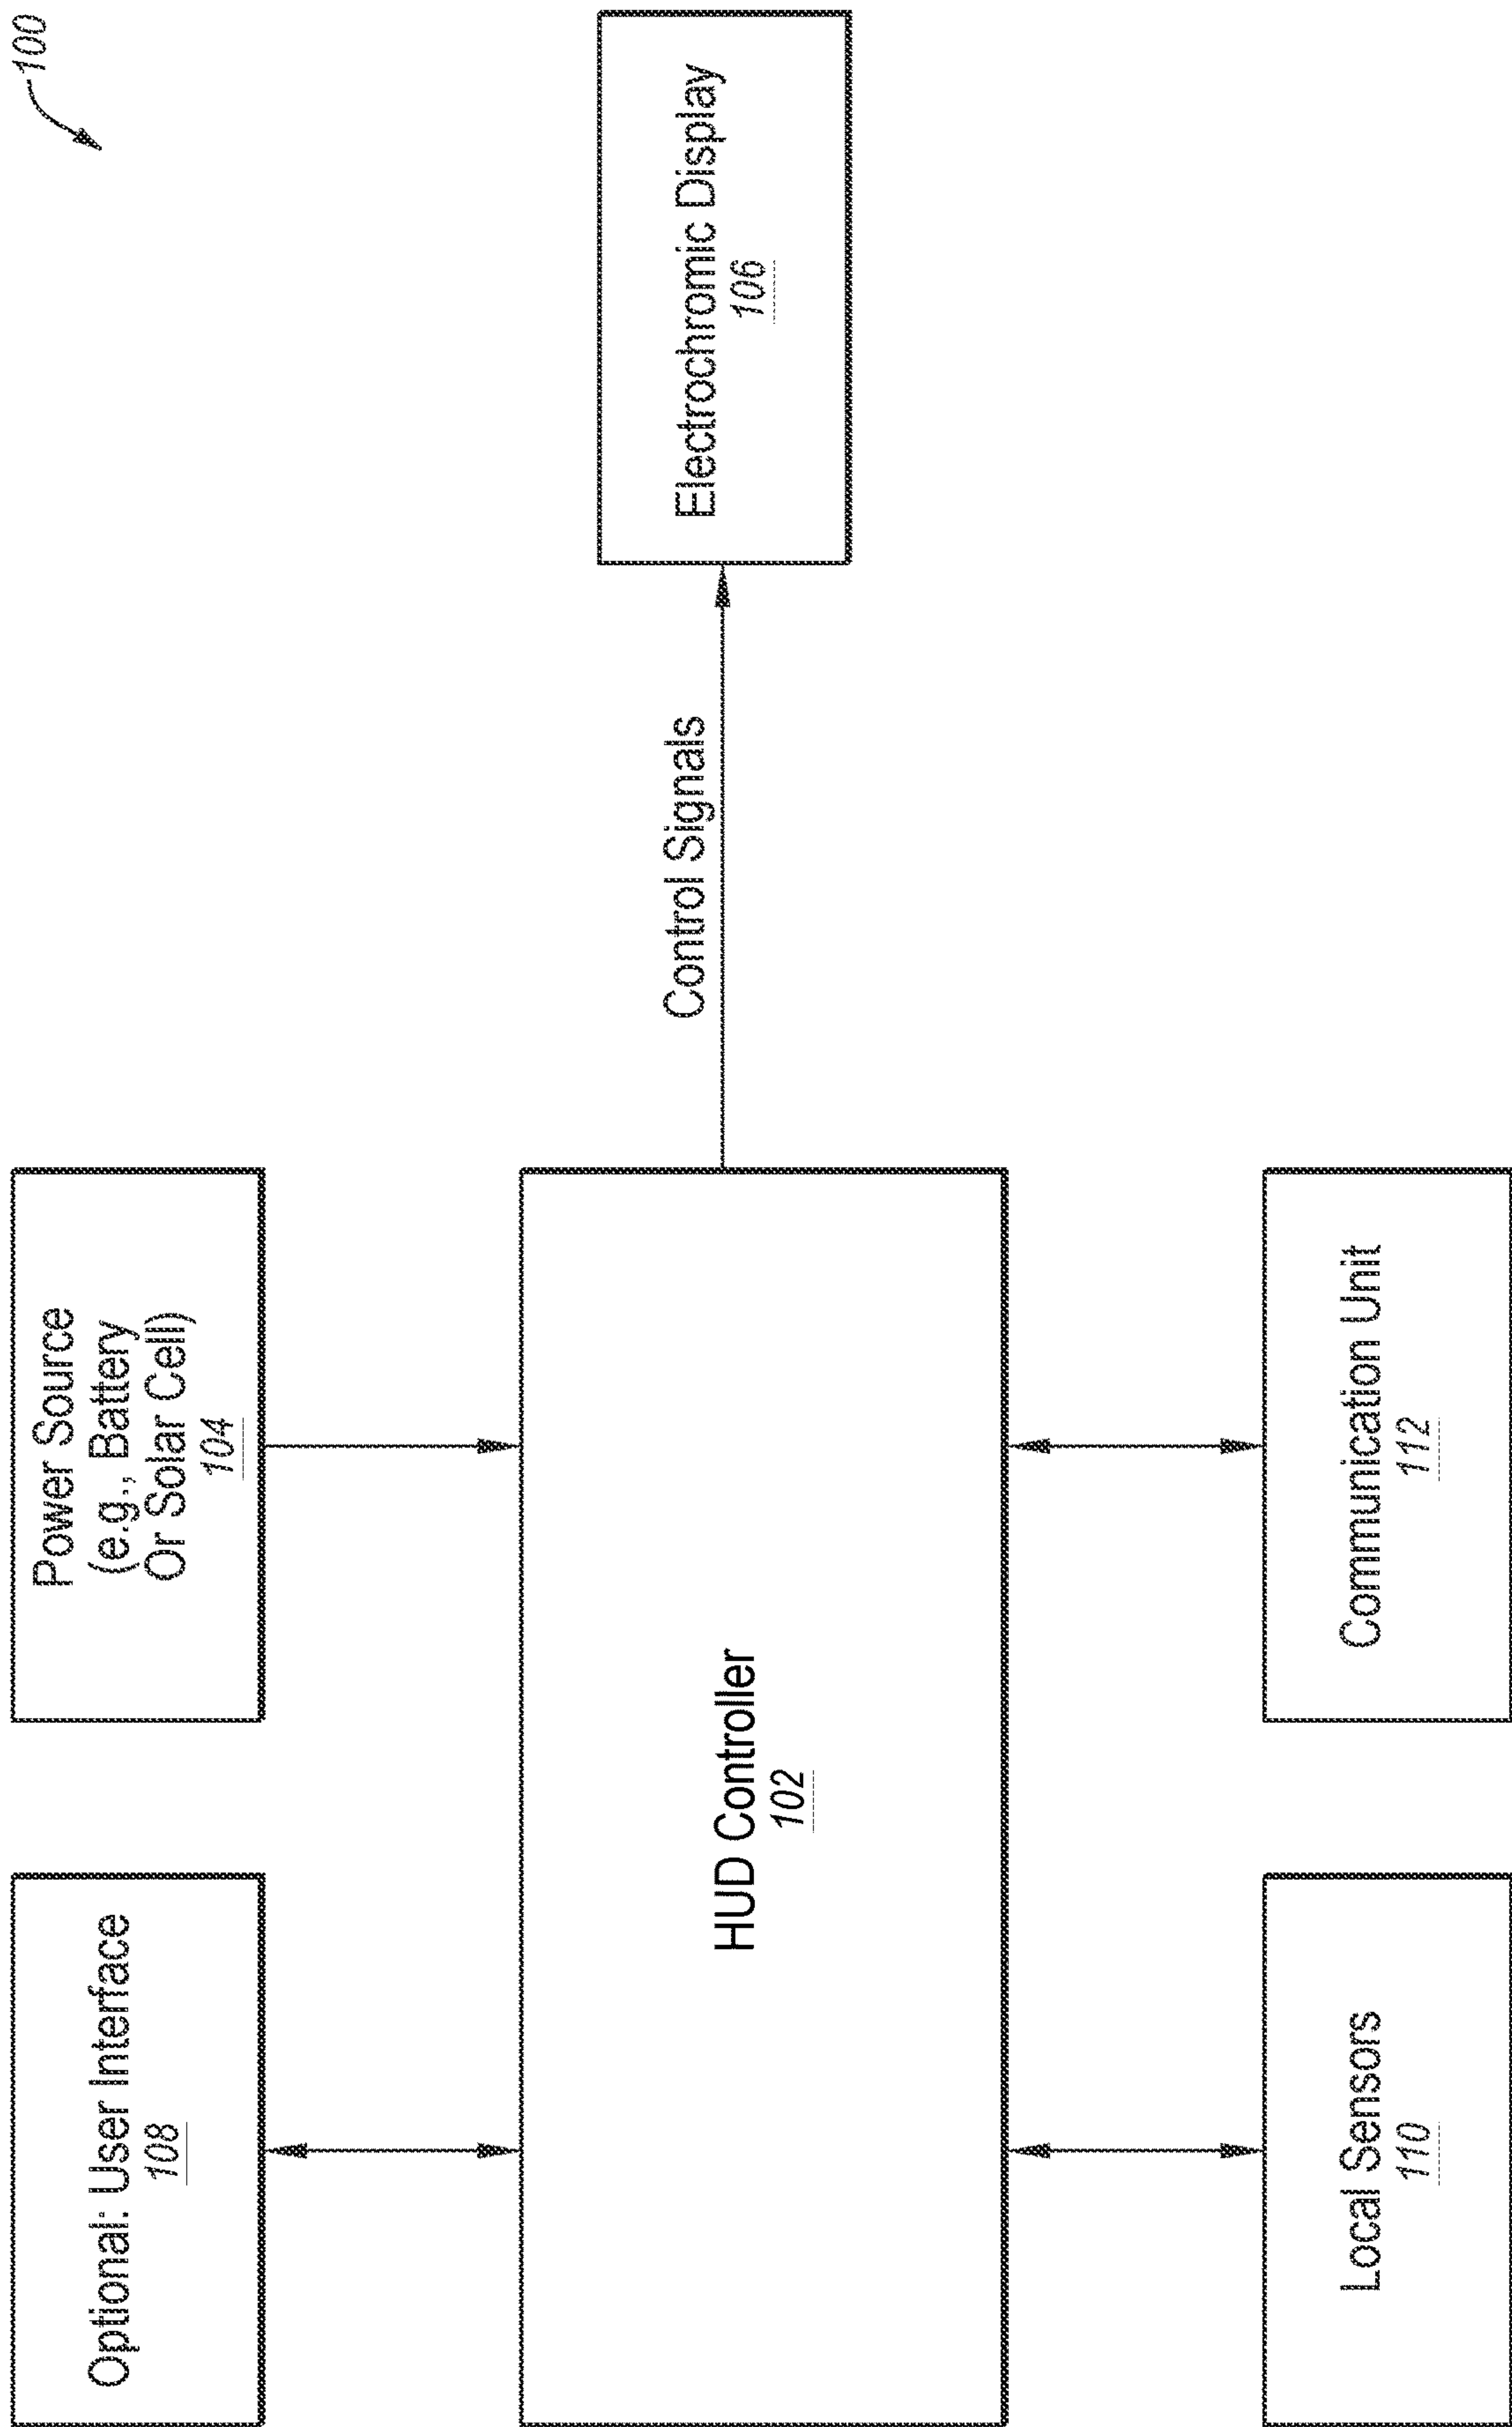 100
Optional: User Interface
108
Power Source
(e.g., Battery
Or Solar Cell)
104
HUD Controller
102
Control Signals
Electrochromic Display
106
Local Sensors
110
Communication Unit
112